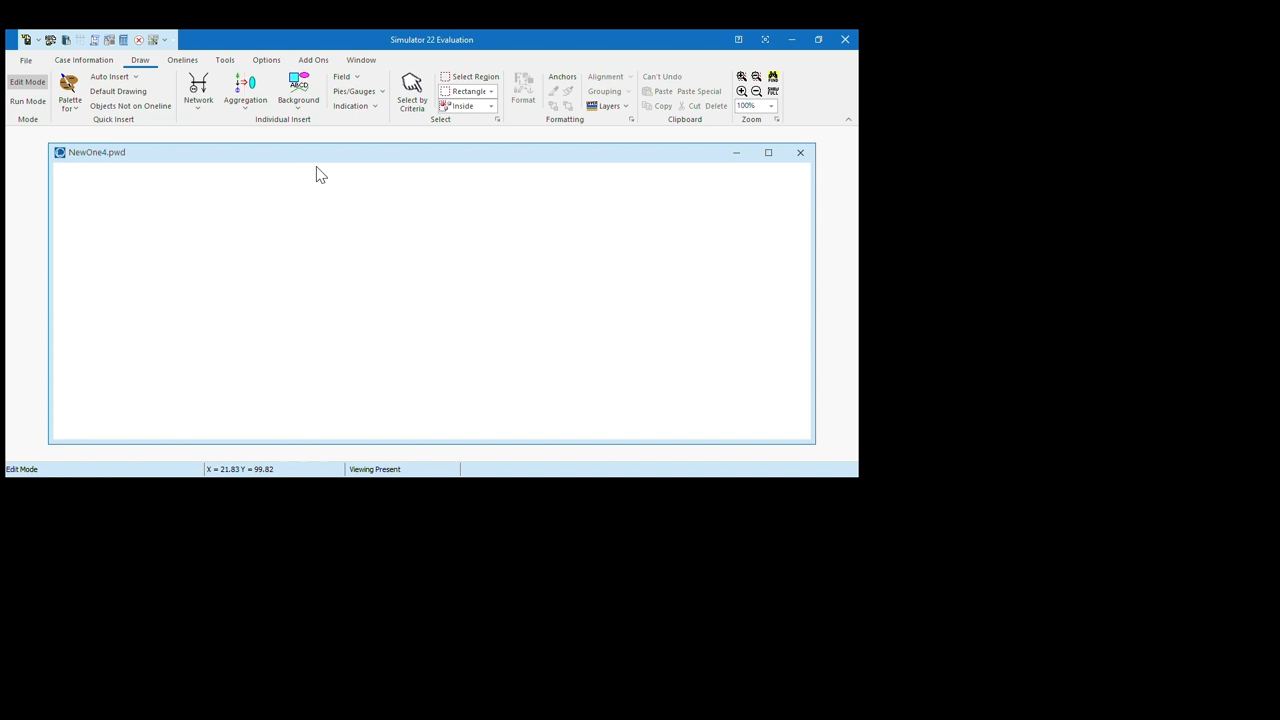 Simulator 22 Evaluation
File Case Information Draw Onelines Tools Options Add Ons Window
Edit Mode
Run Mode
Mode
Palette
for
Auto Insert
Default Drawing
Objects Not on Oneline
Quick Insert
Network
Aggregation
ABCD
Background
Field
Pies/Gauges
Indication
Individual Insert
Select by
Criteria
Select Region
Rectangle
Inside
Select
Format
Anchors
Alignment
Grouping
Layers
Formatting
Can't Undo
Paste Paste Special
Copy Cut Delete
Clipboard
100%
Zoom
NewOne4.pwd
Edit Mode X = 21.83 Y = 99.82 Viewing Present